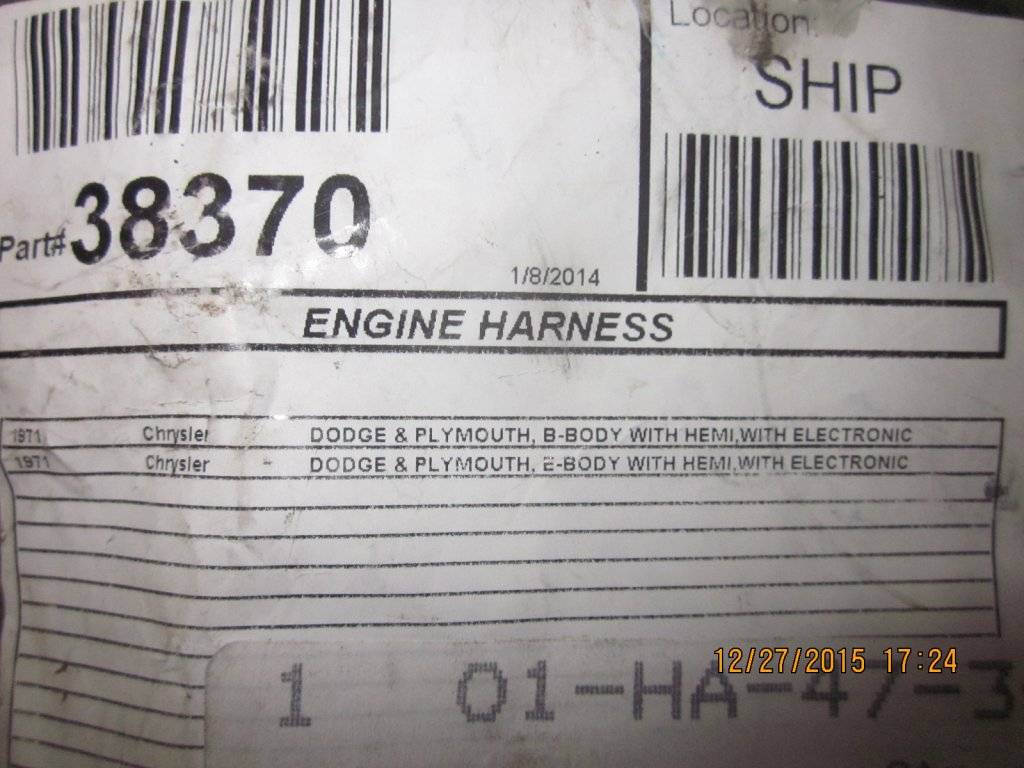 Location:
SHIP
Part# 38370
1/8/2014
ENGINE HARNESS
1971 Chrysler DODGE & PLYMOUTH, B-BODY WITH HEMI,WITH ELECTRONIC
1971 Chrysler - DODGE & PLYMOUTH, E-BODY WITH HEMI,WITH ELECTRONIC
12/27/2015 17:24
1 01-HA-47-3